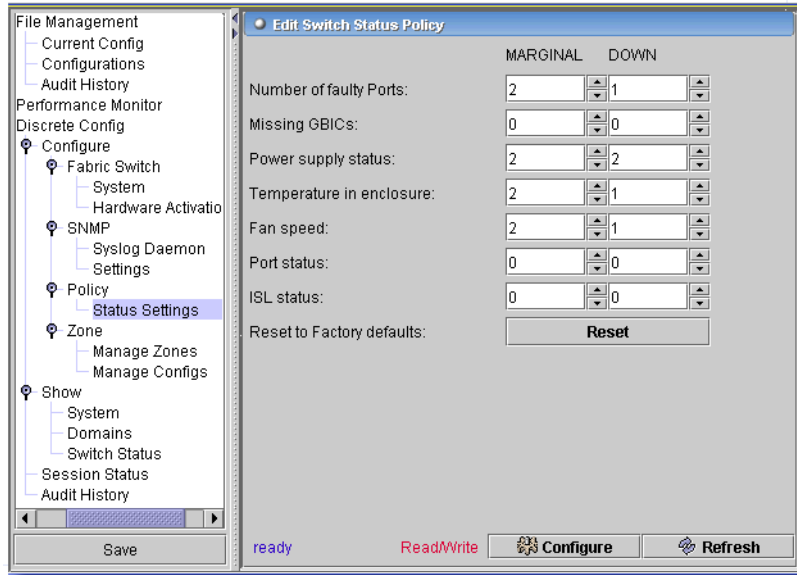 File Management
Current Config
Configurations
Audit History
Performance Monitor
Discrete Config
Configure
Fabric Switch
System
Hardware Activatio
SNMP
Syslog Daemon
Settings
Policy
Status Settings
Zone
Manage Zones
Manage Configs
Show
System
Domains
Switch Status
Session Status
Audit History
Save
Edit Switch Status Policy
MARGINAL DOWN
Number of faulty Ports: 2 1
Missing GBICs: 0 0
Power supply status: 2 2
Temperature in enclosure: 2 1
Fan speed: 2 1
Port status: 0 0
ISL status: 0 0
Reset to Factory defaults: Reset
ready Read/Write Configure Refresh